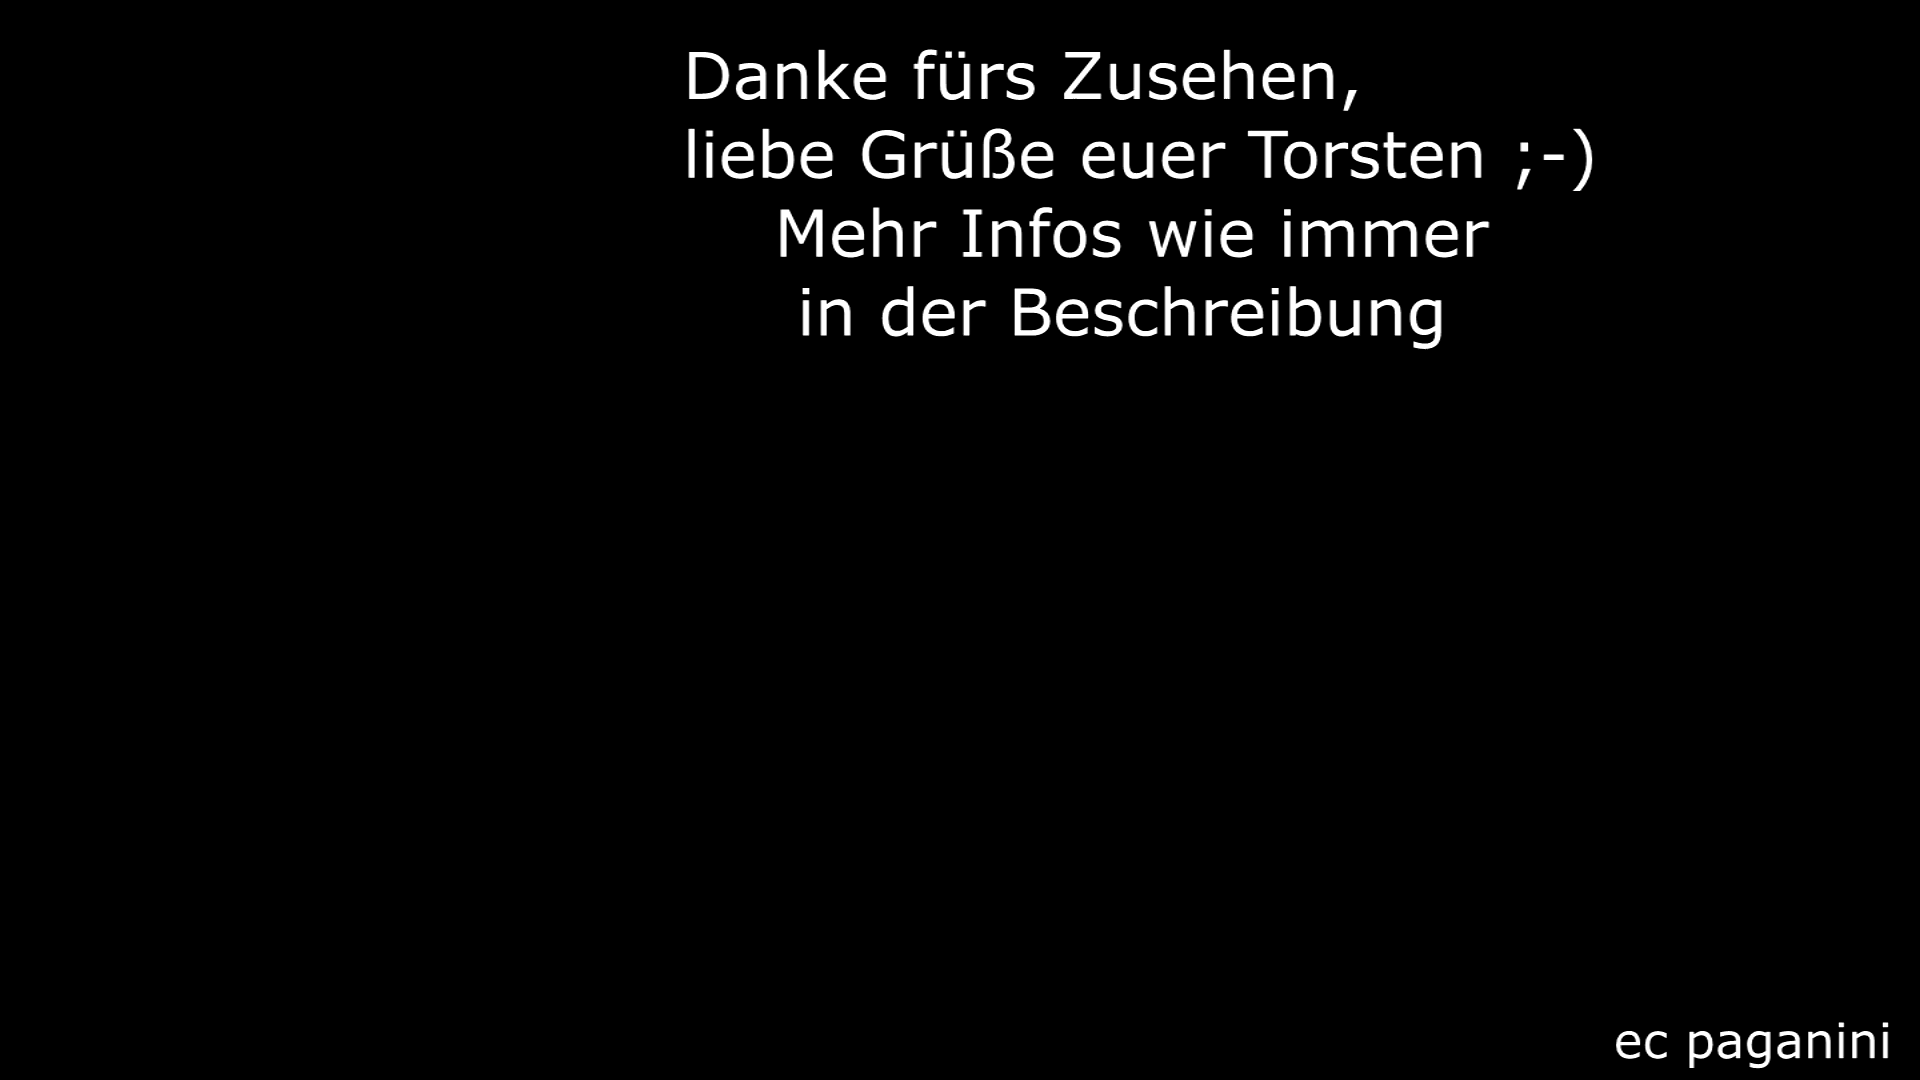 Danke fürs Zusehen,
liebe Grüße euer Torsten ;-)
Mehr Infos wie immer
in der Beschreibung
ec paganini